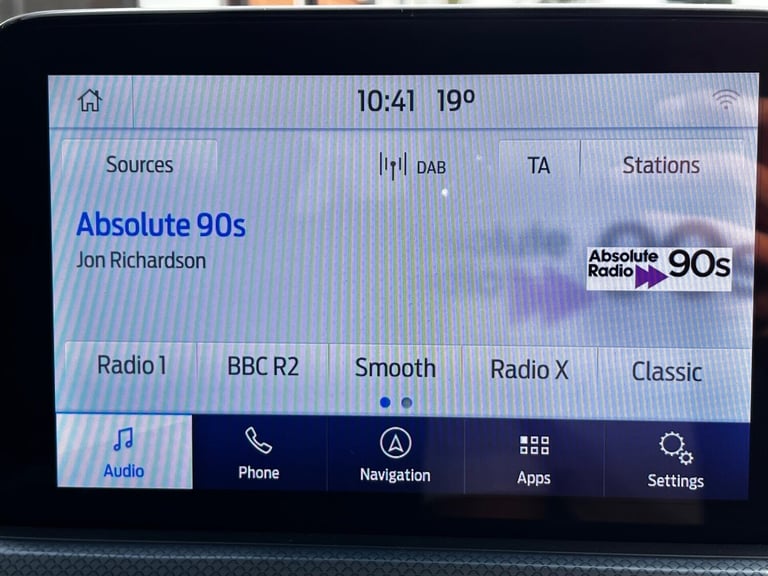 10:41 19º
Sources DAB TA Stations
Absolute 90s
Jon Richardson
Absolute
Radio 90s
Radio 1 BBC R2 Smooth Radio X Classic
Audio Phone Navigation Apps Settings